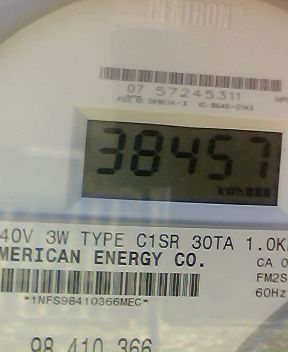 CENTRON®
07 57245311
38457
kWh
40V 3W TYPE C1SR 30TA 1.0K
MERICAN ENERGY CO.
CA 0
FM2S
60Hz
*1NFS98410366MEC*
98 410 366